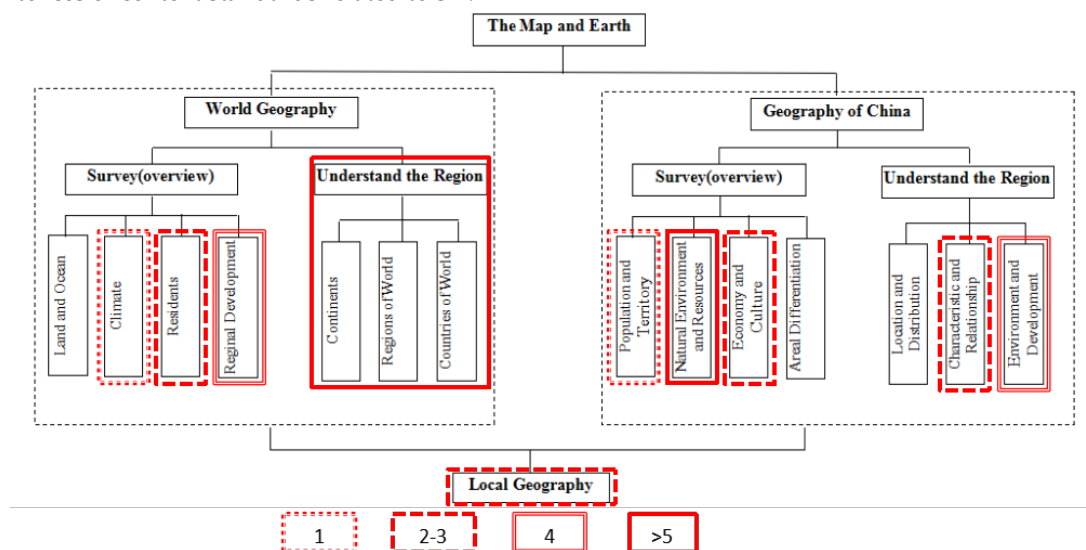 The Map and Earth
World Geography
Geography of China
Survey(overview)
Understand the Region
Survey(overview)
Understand the Region
Land and Ocean
Climate
Residents
Reginal Development
Continents
Regions of World
Countries of World
Population and
Territory
Natural Environment
and Resources
Economy and
Culture
Areal Differentiation
Location and
Distribution
Characteristic and
Relationship
Environment and
Development
Local Geography
1
2-3
4
>5